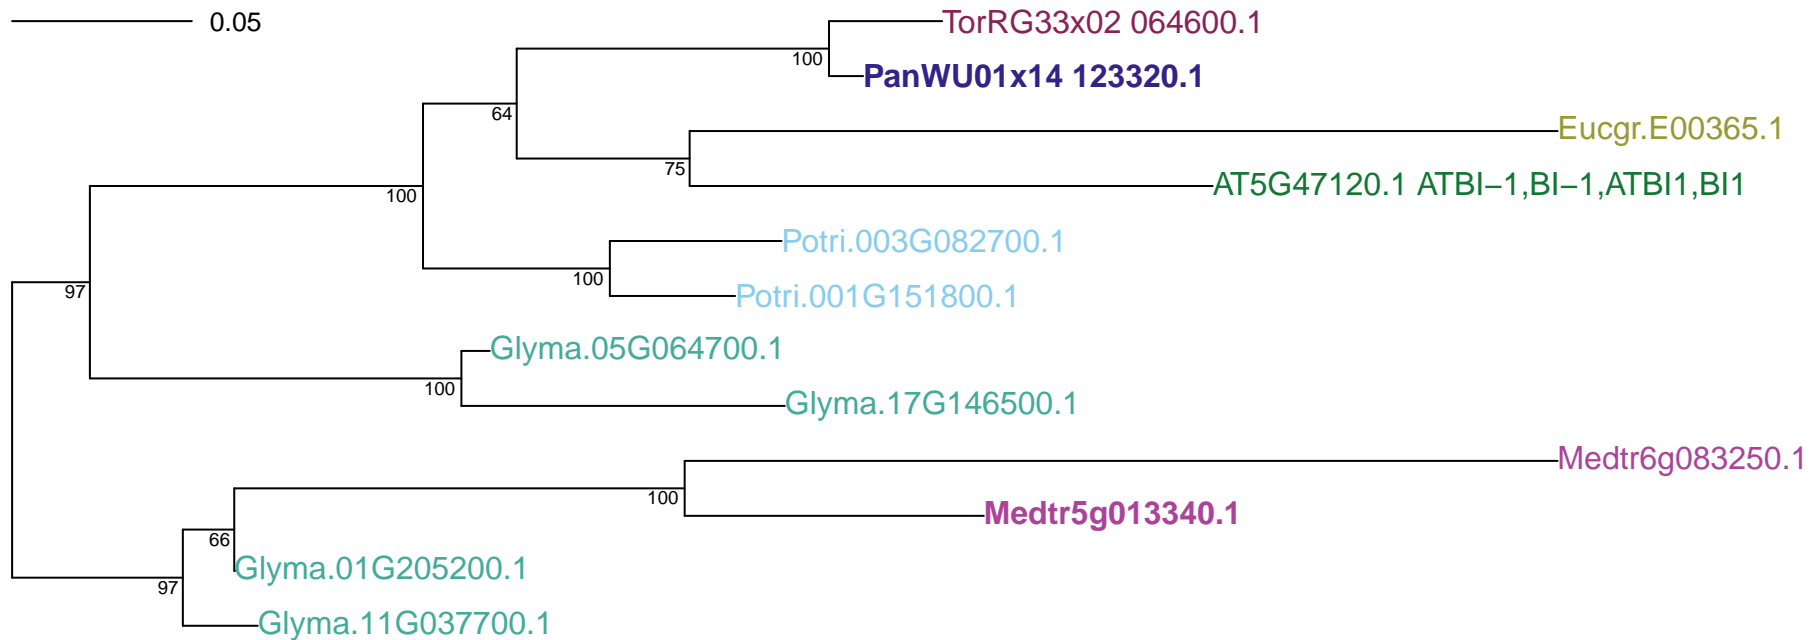 0.05
TorRG33x02 064600.1
100
PanWU01x14 123320.1
64
Eucgr.E00365.1
75
AT5G47120.1 ATBI−1,BI−1,ATBI1,BI1
100
Potri.003G082700.1
100
Potri.001G151800.1
97
Glyma.05G064700.1
100
Glyma.17G146500.1
Medtr6g083250.1
100
Medtr5g013340.1
66
Glyma.01G205200.1
97
Glyma.11G037700.1